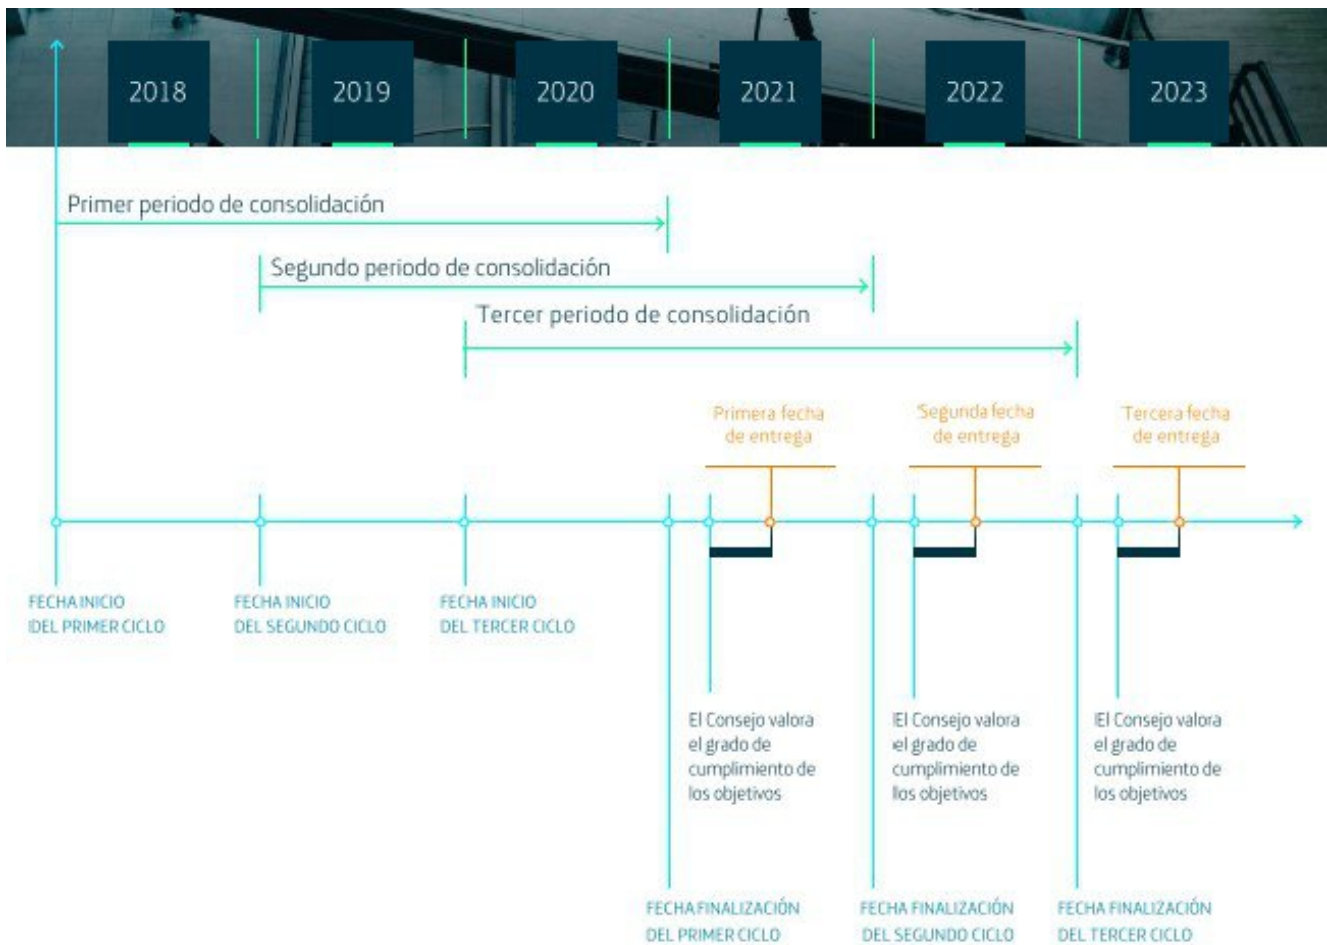 2018
2019
2020
2021
2022
2023
Primer periodo de consolidación
Segundo periodo de consolidación
Tercer periodo de consolidación
Primera fecha
de entrega
Segunda fecha
de entrega
Tercera fecha
de entrega
FECHA INICIO
DEL PRIMER CICLO
FECHA INICIO
DEL SEGUNDO CICLO
FECHA INICIO
DEL TERCER CICLO
El Consejo valora
el grado de
cumplimiento de
los objetivos
El Consejo valora
el grado de
cumplimiento de
los objetivos
El Consejo valora
el grado de
cumplimiento de
los objetivos
FECHA FINALIZACIÓN
DEL PRIMER CICLO
FECHA FINALIZACIÓN
DEL SEGUNDO CICLO
FECHA FINALIZACIÓN
DEL TERCER CICLO